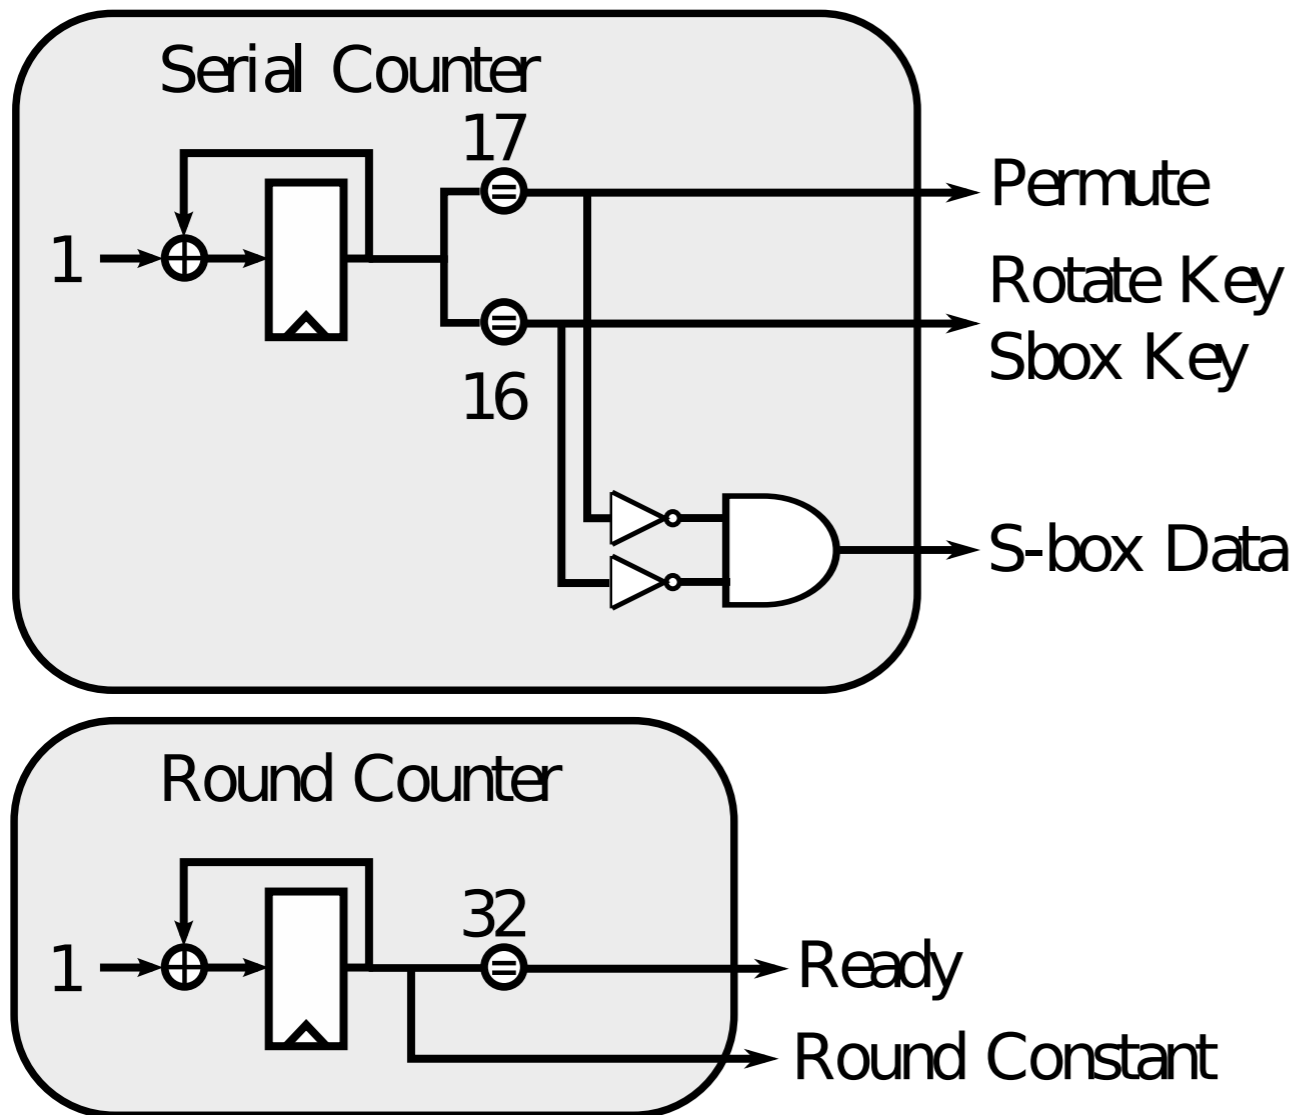 Serial Counter
17
Permute
1
Rotate Key
Sbox Key
16
S-box Data
Round Counter
32
1
Ready
Round Constant